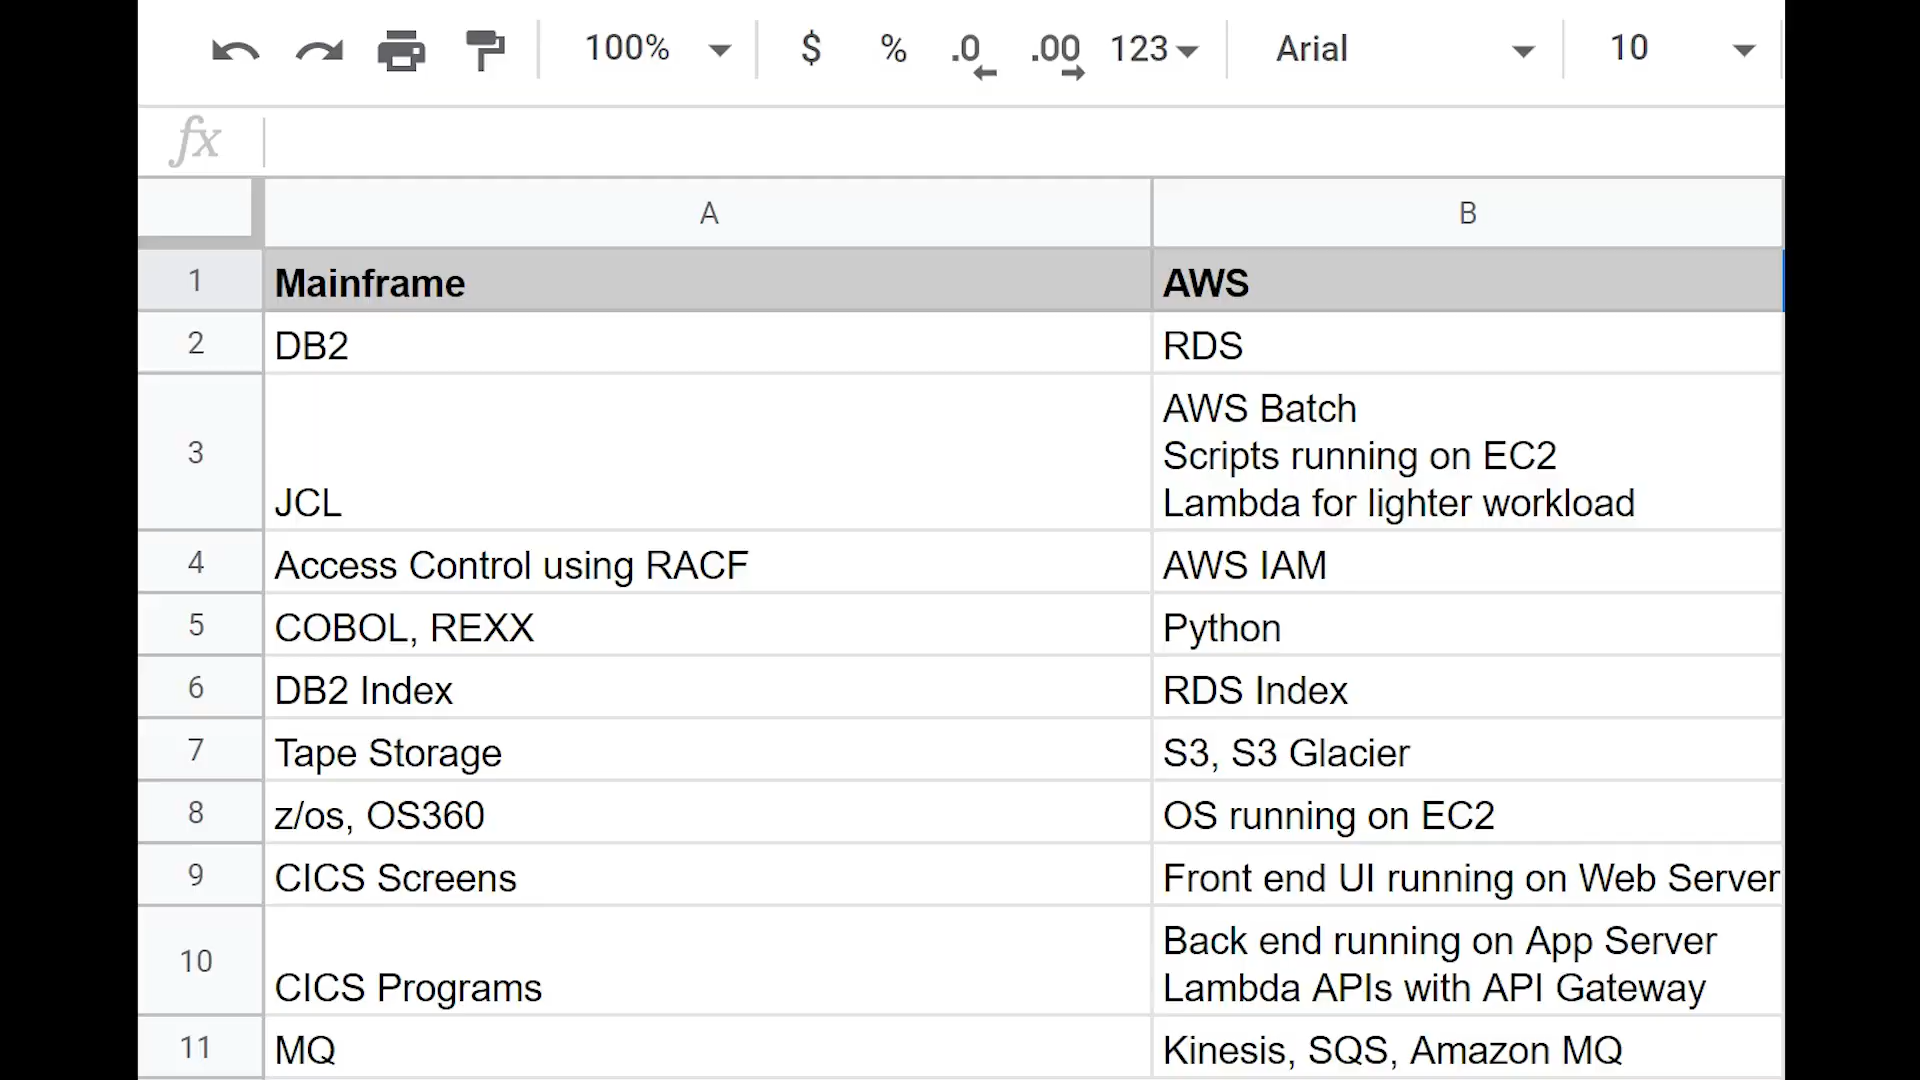 100% $ % .0 .00 123 Arial 10
fx
A B
1 Mainframe AWS
2 DB2 RDS
AWS Batch
3 Scripts running on EC2
JCL Lambda for lighter workload
4 Access Control using RACF AWS IAM
5 COBOL, REXX Python
6 DB2 Index RDS Index
7 Tape Storage S3, S3 Glacier
8 z/os, OS360 OS running on EC2
9 CICS Screens Front end UI running on Web Server
10 Back end running on App Server
CICS Programs Lambda APIs with API Gateway
11 MQ Kinesis, SQS, Amazon MQ